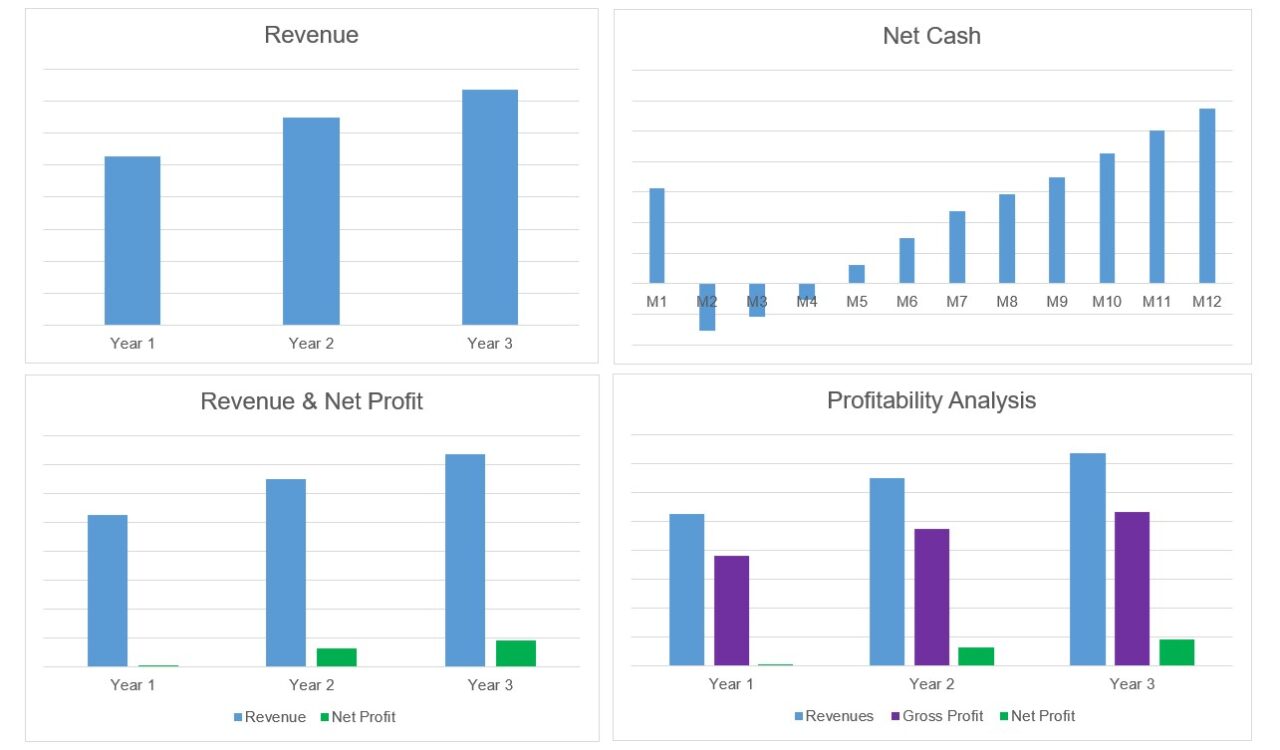 Revenue
Year 1 Year 2 Year 3
Net Cash
M1 M2 M3 M4 M5 M6 M7 M8 M9 M10 M11 M12
Revenue & Net Profit
Year 1 Year 2 Year 3
Revenue Net Profit
Profitability Analysis
Year 1 Year 2 Year 3
Revenues Gross Profit Net Profit